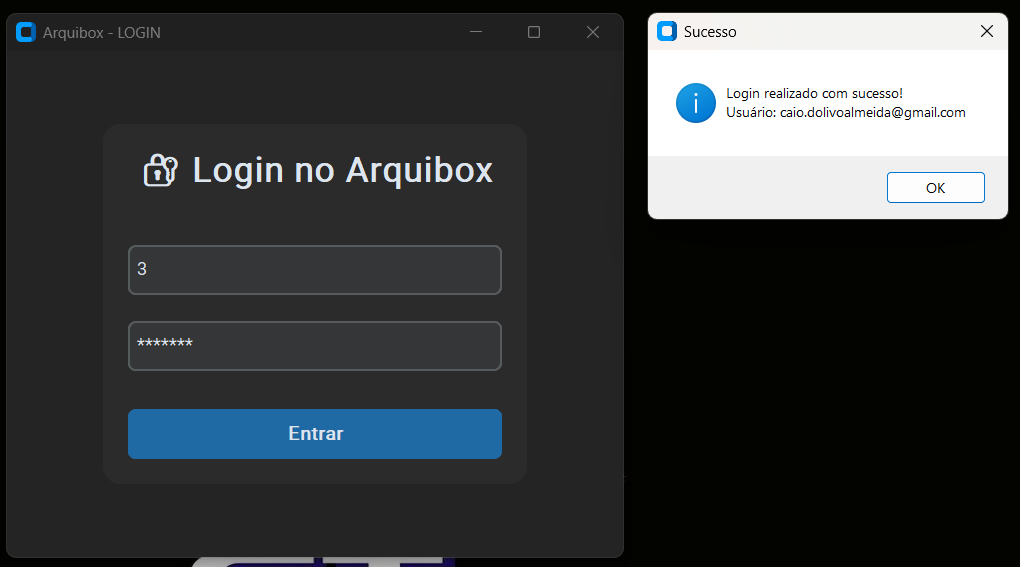 Arquibox - LOGIN
Login no Arquibox
3
*******
Entrar
Sucesso
Login realizado com sucesso!
Usuário: caio.dolivoalmeida@gmail.com
OK